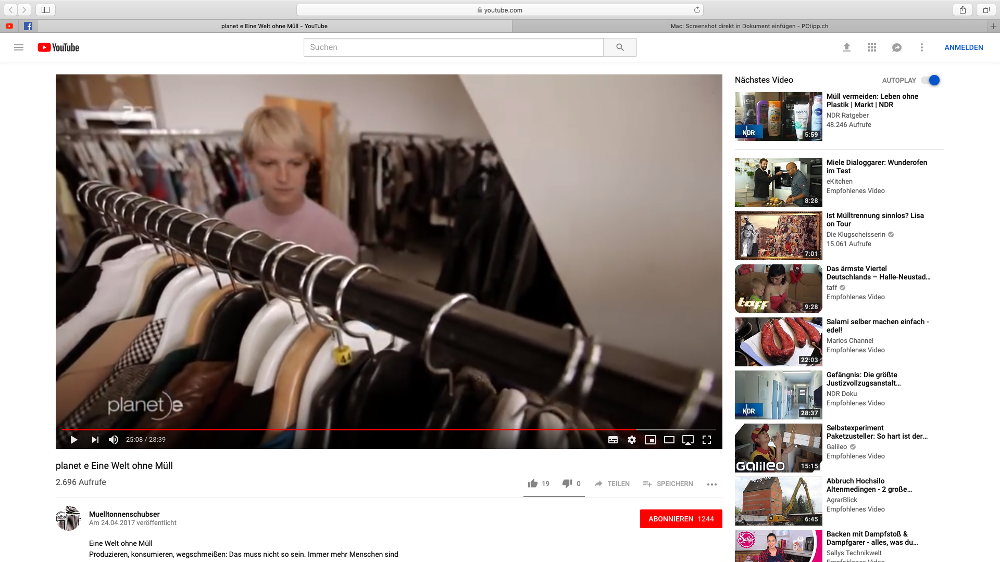 youtube.com
planet e Eine Welt ohne Müll - YouTube
Mac: Screenshot direkt in Dokument einfügen - PCtipp.ch
YouTube
Suchen
ANMELDEN
ZDF
44
planet e
25:08 / 28:39
planet e Eine Welt ohne Müll
2.696 Aufrufe
19
0
TEILEN
SPEICHERN
Muelltonnenschubser
Am 24.04.2017 veröffentlicht
ABONNIEREN 1244
Eine Welt ohne Müll
Produzieren, konsumieren, wegschmeißen: Das muss nicht so sein. Immer mehr Menschen sind
Nächstes Video
AUTOPLAY
Florena
NDR
5:59
Müll vermeiden: Leben ohne
Plastik | Markt | NDR
NDR Ratgeber
48.246 Aufrufe
8:28
Miele Dialoggarer: Wunderofen
im Test
eKitchen
Empfohlenes Video
7:01
Ist Mülltrennung sinnlos? Lisa
on Tour
Die Klugscheisserin
15.061 Aufrufe
taff
9:28
Das ärmste Viertel
Deutschlands – Halle-Neustad...
taff
Empfohlenes Video
22:03
Salami selber machen einfach -
edel!
Marios Channel
Empfohlenes Video
NDR
28:37
Gefängnis: Die größte
Justizvollzugsanstalt...
NDR Doku
Empfohlenes Video
Galileo
15:15
Selbstexperiment
Paketzusteller: So hart ist der...
Galileo
Empfohlenes Video
6:45
Abbruch Hochsilo
Altenmedingen - 2 große...
AgrarBlick
Empfohlenes Video
Sallys
Backen mit Dampfstoß &
Dampfgarer - alles, was du...
Sallys Technikwelt
Empfohlenes Video